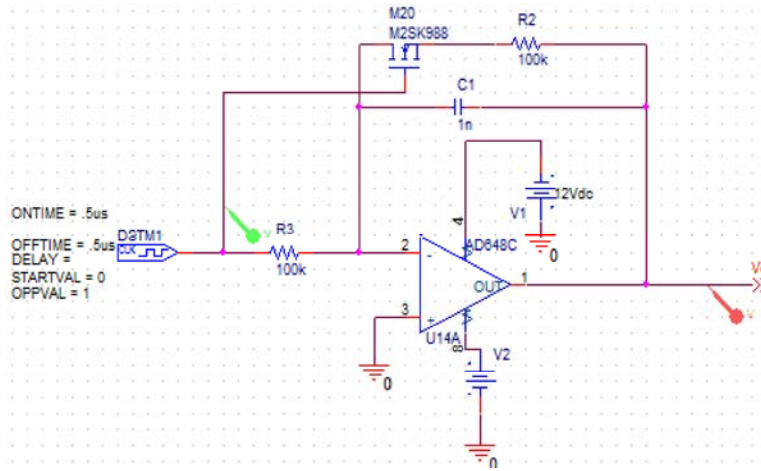 M20
M2SK988
R2
100k
C1
1n
ONTIME = .5us
OFFTIME = .5us
DELAY =
STARTVAL = 0
OPPVAL = 1
DSTM1
CLK
V
R3
100k
2
-
3
+
4
12Vdc
V1
0
AD648C
OUT
1
U14A
8
V2
0
0
V